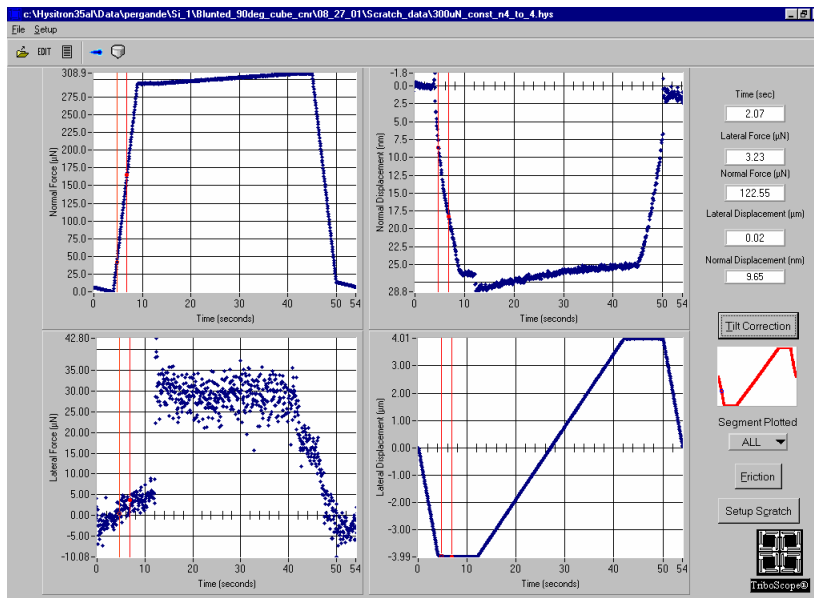 c:\Hysitron35al\Data\pergande\Si_1\Blunted_90deg_cube_cnr\08_27_01\Scratch_data\300uN_const_n4_to_4.hys
File Setup
EDIT
308.9
275.0
250.0
225.0
200.0
175.0
150.0
125.0
100.0
75.0
50.0
25.0
0.0
Normal Force (µN)
0 10 20 30 40 50 54
Time (seconds)
-1.8
0.0
2.5
5.0
7.5
10.0
12.5
15.0
17.5
20.0
22.5
25.0
28.8
Normal Displacement (nm)
0 10 20 30 40 50 54
Time (seconds)
42.80
35.00
30.00
25.00
20.00
15.00
10.00
5.00
0.00
-5.00
-10.08
Lateral Force (µN)
0 10 20 30 40 50 54
Time (seconds)
4.01
3.00
2.00
1.00
0.00
-1.00
-2.00
-3.00
-3.99
Lateral Displacement (µm)
0 10 20 30 40 50 54
Time (seconds)
Time (sec)
2.07
Lateral Force (µN)
3.23
Normal Force (µN)
122.55
Lateral Displacement (µm)
0.02
Normal Displacement (nm)
9.65
Tilt Correction
Segment Plotted
ALL
Friction
Setup Scratch
TriboScope®